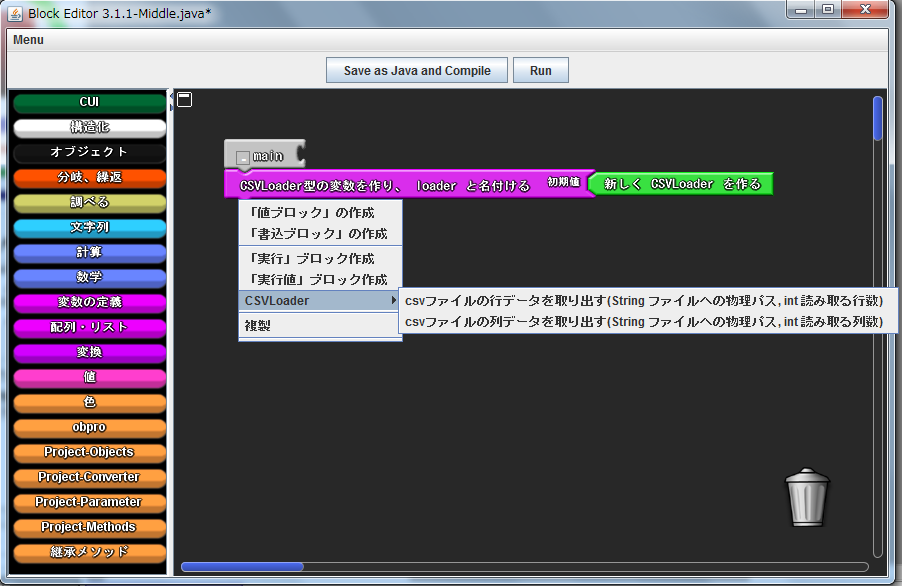 Block Editor 3.1.1-Middle.java*
Menu
Save as Java and Compile
Run
CUI
構造化
オブジェクト
分岐、繰返
調べる
文字列
計算
数学
変数の定義
配列・リスト
変換
値
色
obpro
Project-Objects
Project-Converter
Project-Parameter
Project-Methods
継承メソッド
main
CSVLoader型の変数を作り、 loader と名付ける 初期値 新しく CSVLoader を作る
「値ブロック」の作成
「書込ブロック」の作成
「実行」ブロック作成
「実行値」ブロック作成
CSVLoader
複製
csvファイルの行データを取り出す(String ファイルへの物理パス, int 読み取る行数)
csvファイルの列データを取り出す(String ファイルへの物理パス, int 読み取る列数)